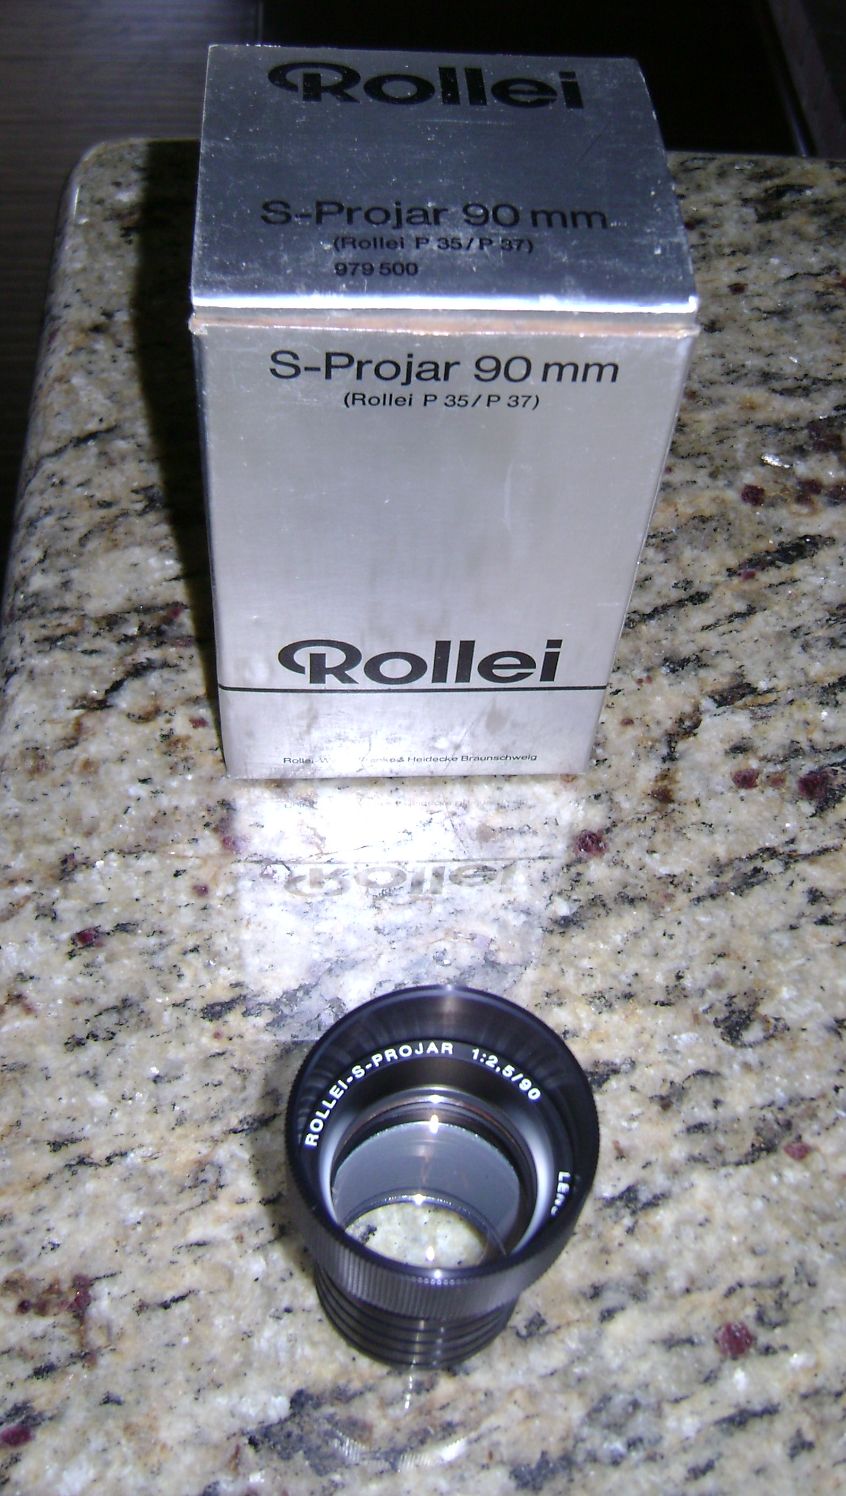 Rollei
S-Projar 90 mm
(Rollei P 35/P 37)
979 500
S-Projar 90 mm
(Rollei P 35/P 37)
Rollei
Heidecke Braunschweig
ROLLEI-S-PROJAR 1:2,5/90